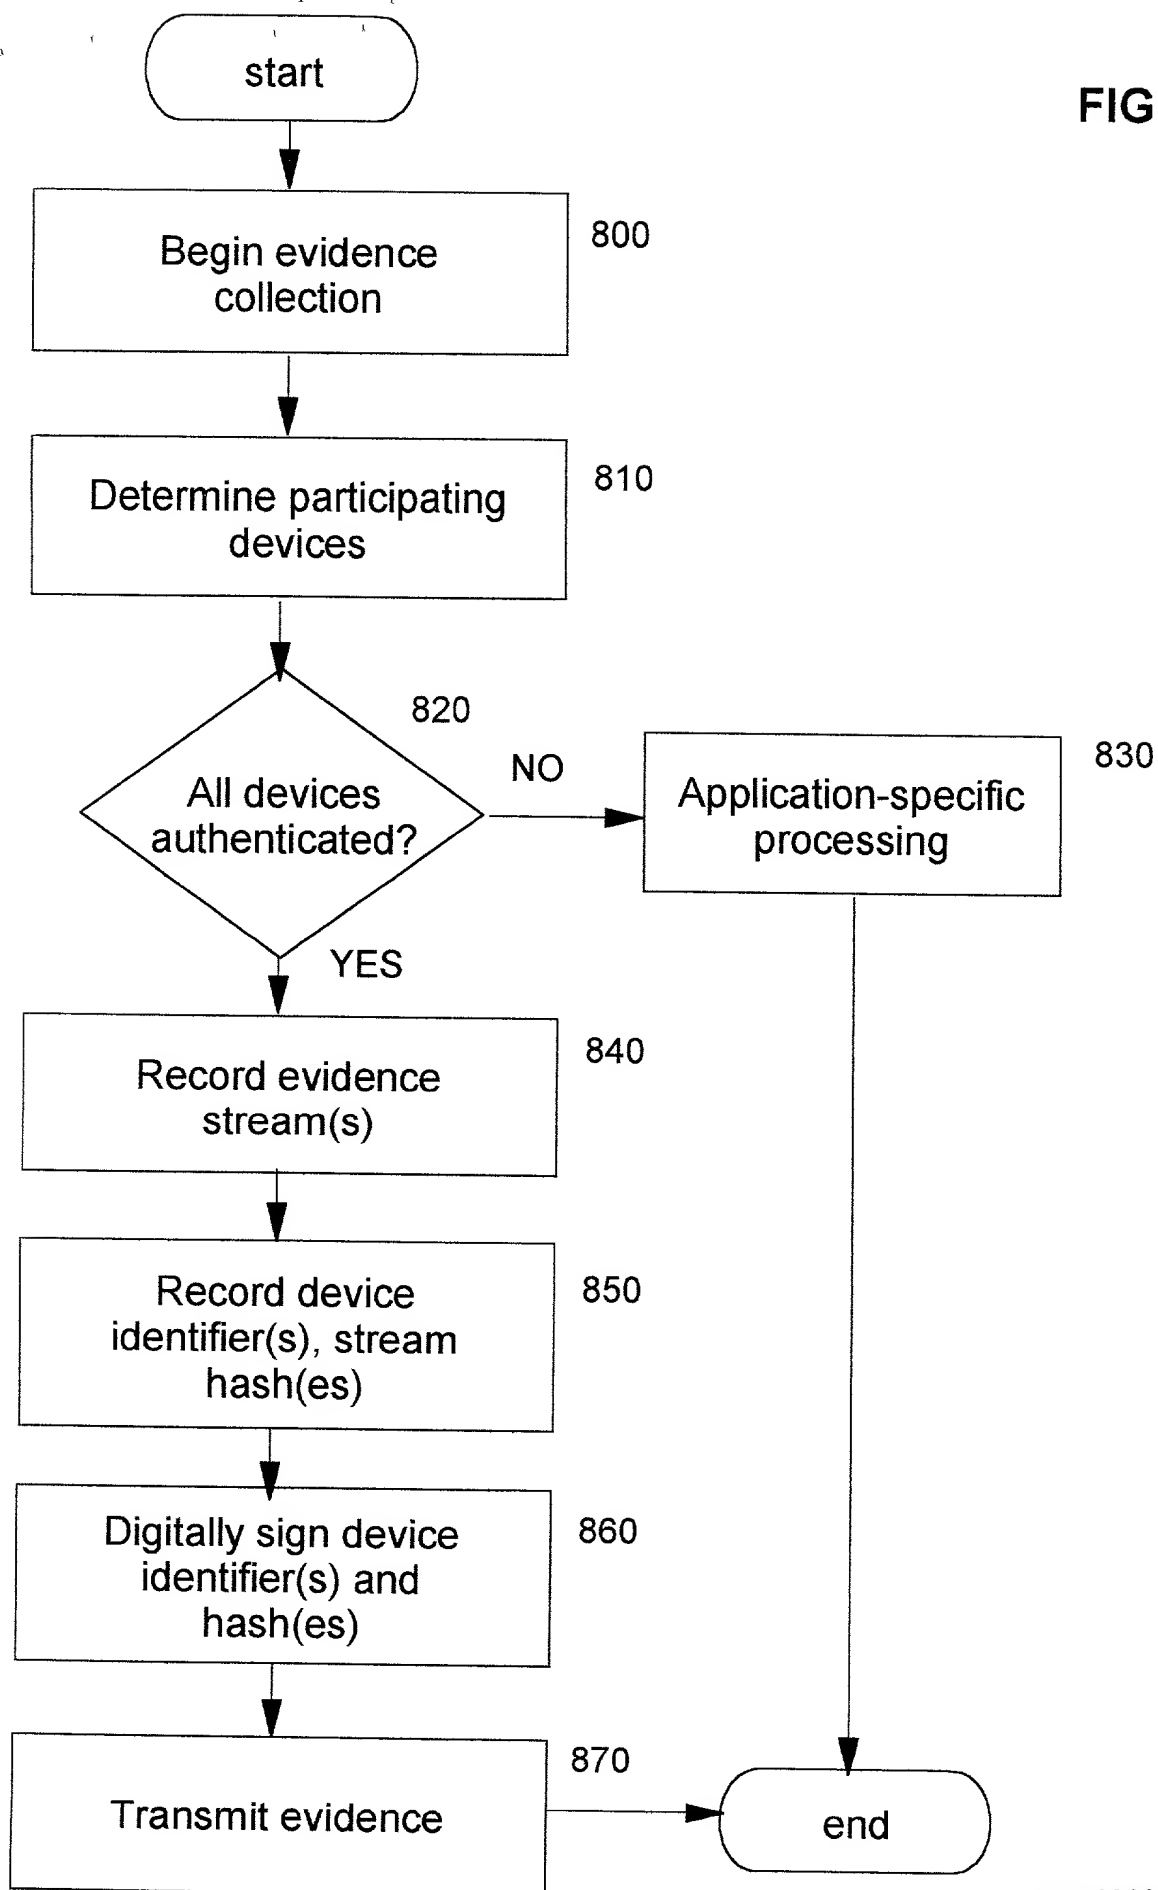 start
FIG
800
Begin evidence
collection
810
Determine participating
devices
820
All devices
authenticated?
NO
830
Application-specific
processing
YES
840
Record evidence
stream(s)
850
Record device
identifier(s), stream
hash(es)
860
Digitally sign device
identifier(s) and
hash(es)
870
Transmit evidence
end